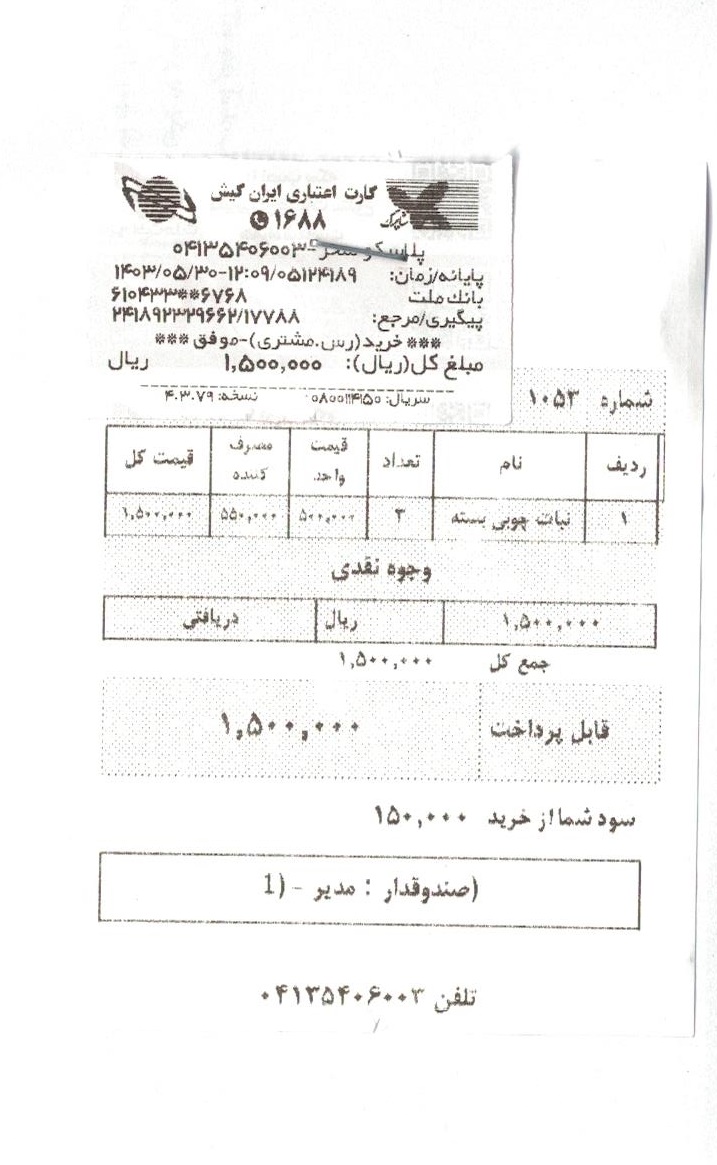 کارت اعتباری ایران کیش
۱۶۸۸
شاپرک
پلاسکو -۰۴۱۳۵۴۰۶۰۰۳
پایانه/زمان: ۱۴۰۳/۰۵/۳۰-۱۲:۰۹/۰۵۱۲۴۱۸۹
بانک ملت ۶۱۰۴۳۳**۶۷۶۸
پیگیری/مرجع: ۲۴۱۸۹۲۳۲۹۶۶۲/۱۷۷۸۸
*** خرید(رس.مشتری)-موفق ***
مبلغ کل(ریال): ۱,۵۰۰,۰۰۰ ریال
سریال: ۰۸۰۰۱۱۴۱۵۰ نسخه: ۴.۳.۷۹
شماره ۱۰۵۳
ردیف نام تعداد قیمت واحد مصرف کننده قیمت کل
۱ نبات چوبی بسته ۳ ۵۰۰,۰۰۰ ۵۵۰,۰۰۰ ۱,۵۰۰,۰۰۰
وجوه نقدی
۱,۵۰۰,۰۰۰ ریال دریافتی
جمع کل ۱,۵۰۰,۰۰۰
قابل پرداخت ۱,۵۰۰,۰۰۰
سود شما از خرید ۱۵۰,۰۰۰
(صندوقدار : مدیر - (1
تلفن ۰۴۱۳۵۴۰۶۰۰۳